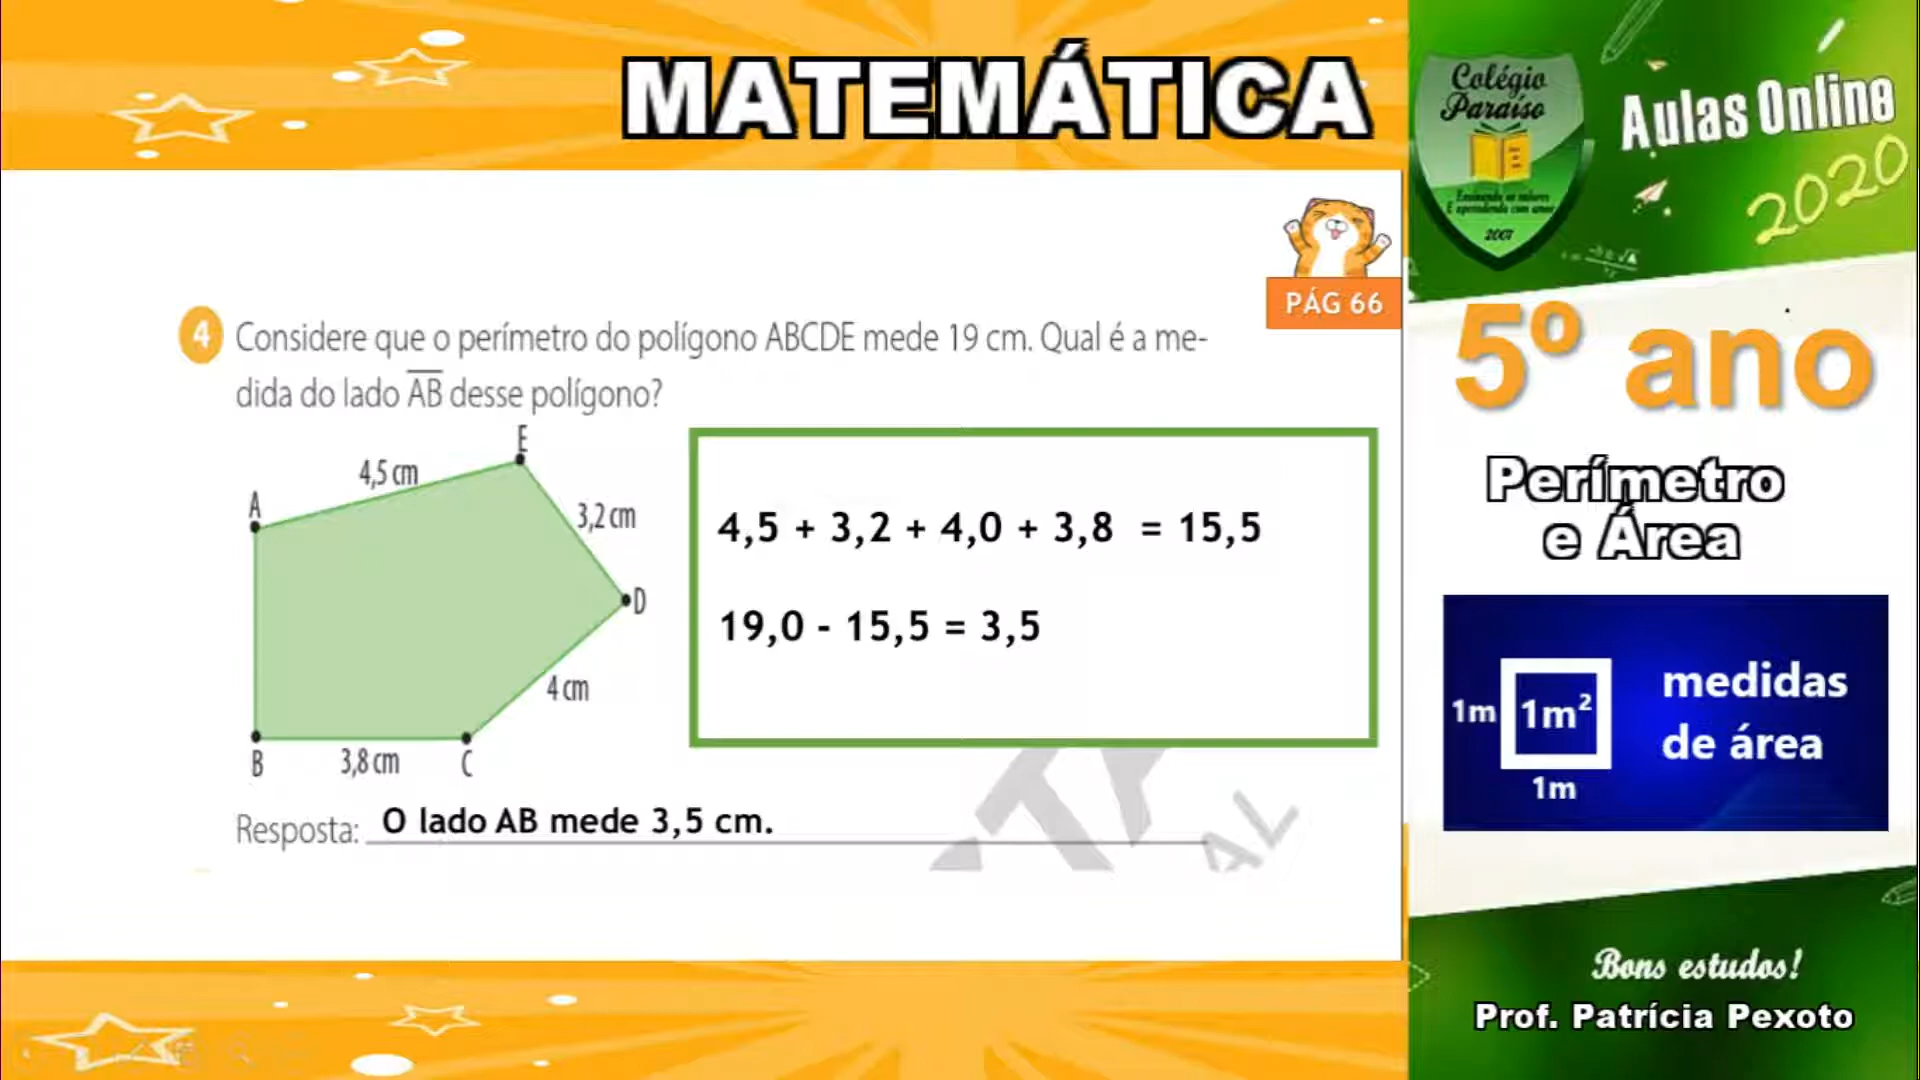 MATEMÁTICA
Colégio
Paraíso
2007
Aulas Online
2020
PÁG 66
5º ano
Perímetro
e Área
4 Considere que o perímetro do polígono ABCDE mede 19 cm. Qual é a me-
dida do lado AB desse polígono?
E
4,5 cm
A
3,2 cm
D
4 cm
B
3,8 cm
C
4,5 + 3,2 + 4,0 + 3,8 = 15,5
19,0 - 15,5 = 3,5
Resposta: O lado AB mede 3,5 cm.
AL
1m
1m²
1m
medidas
de área
Bons estudos!
Prof. Patrícia Pexoto